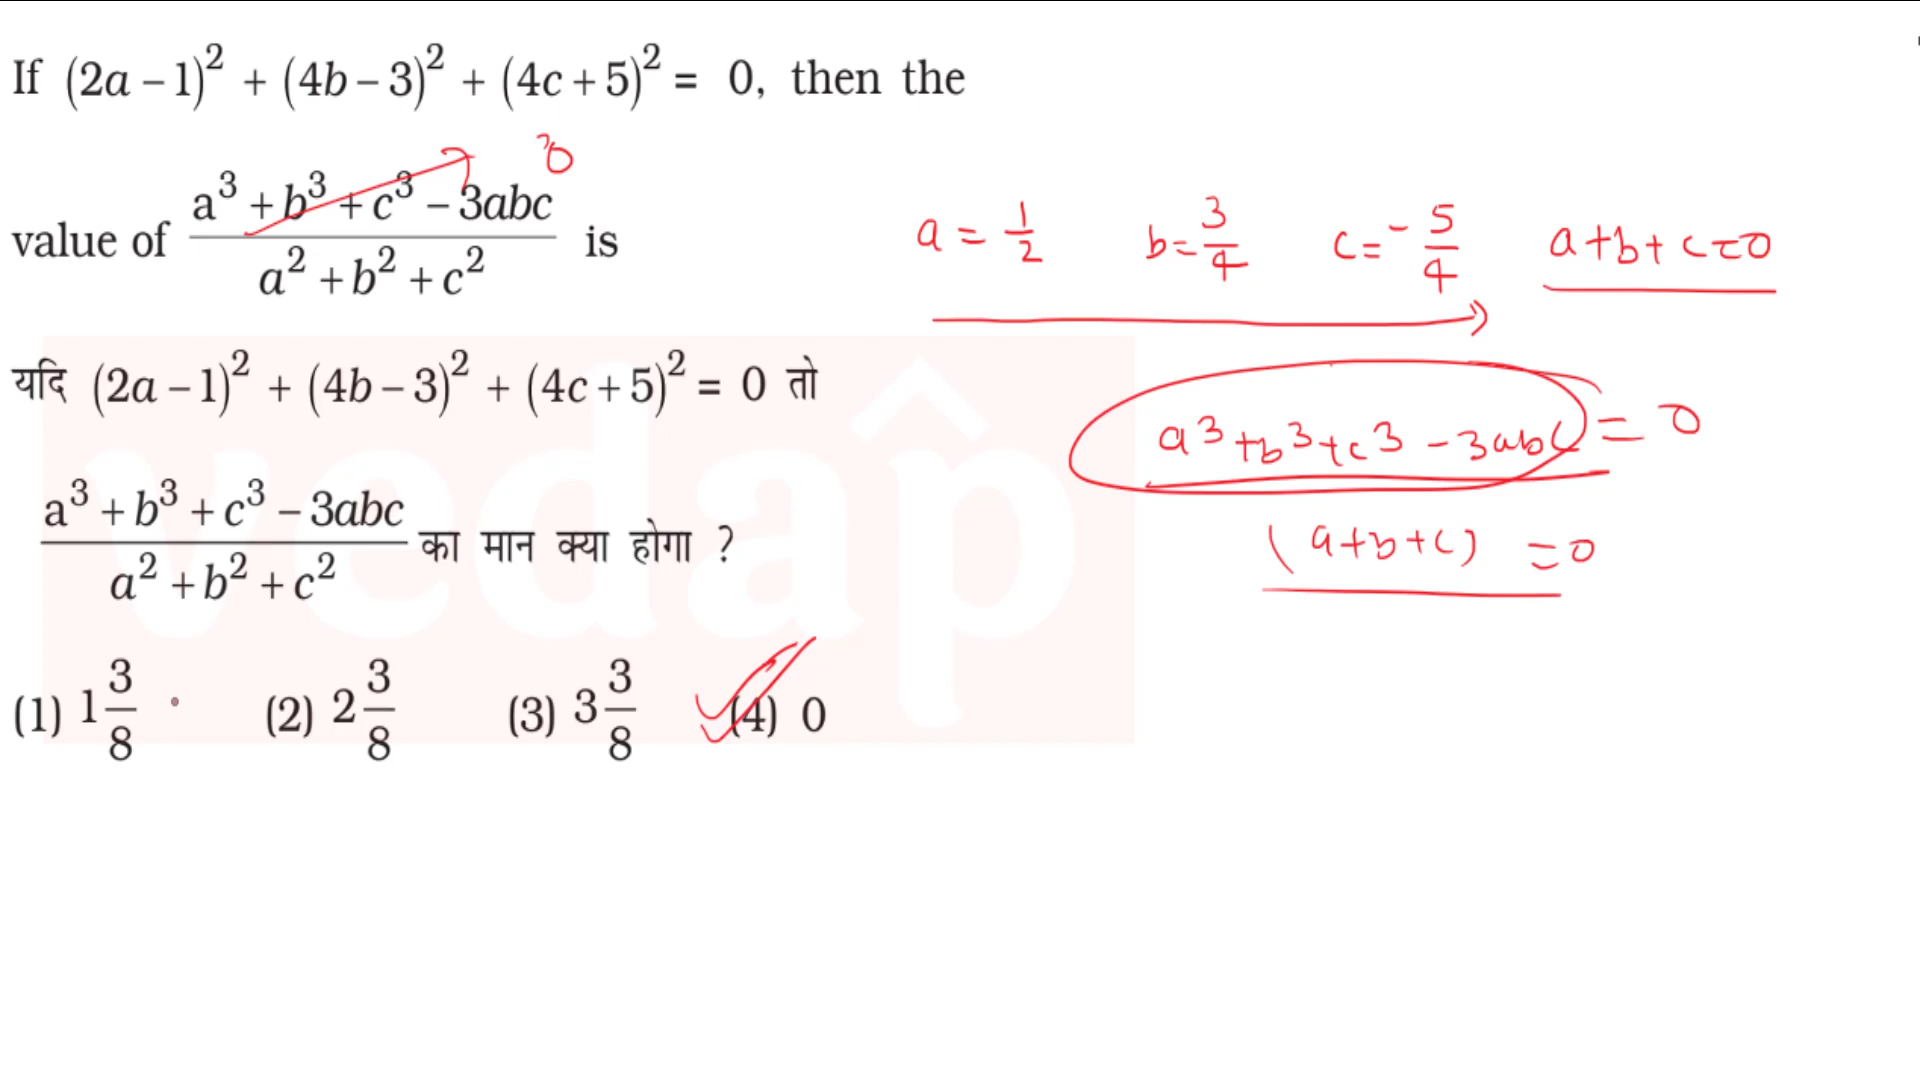 If (2a – 1)² + (4b – 3)² + (4c + 5)² = 0, then the
0
value of (a³ + b³ + c³ – 3abc)/(a² + b² + c²) is
a = 1/2 b = 3/4 c = -5/4 a+b+c=0
यदि (2a – 1)² + (4b – 3)² + (4c + 5)² = 0 तो
a³+b³+c³-3abc = 0
(a³ + b³ + c³ – 3abc)/(a² + b² + c²) का मान क्या होगा ?
(a+b+c) = 0
(1) 1 3/8 (2) 2 3/8 (3) 3 3/8 (4) 0
vedap